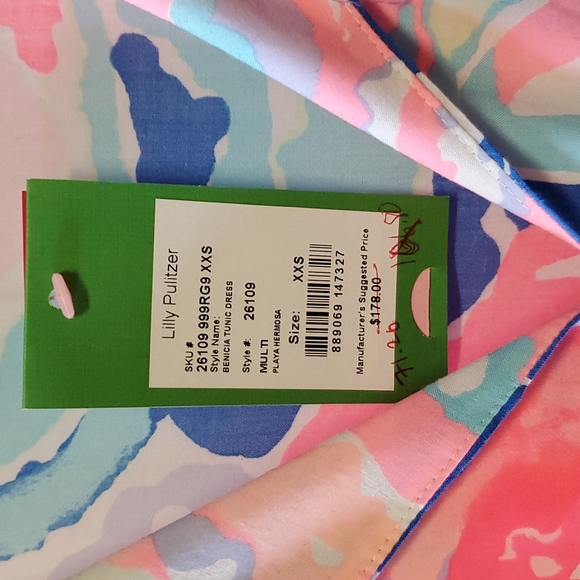 Lilly Pulitzer
SKU #
26109 999RG9 XXS
Style Name:
BENICIA TUNIC DRESS
Style #: 26109
MULTI
PLAYA HERMOSA
Size: XXS
889069 147327
Manufacturer's Suggested Price
$178.00